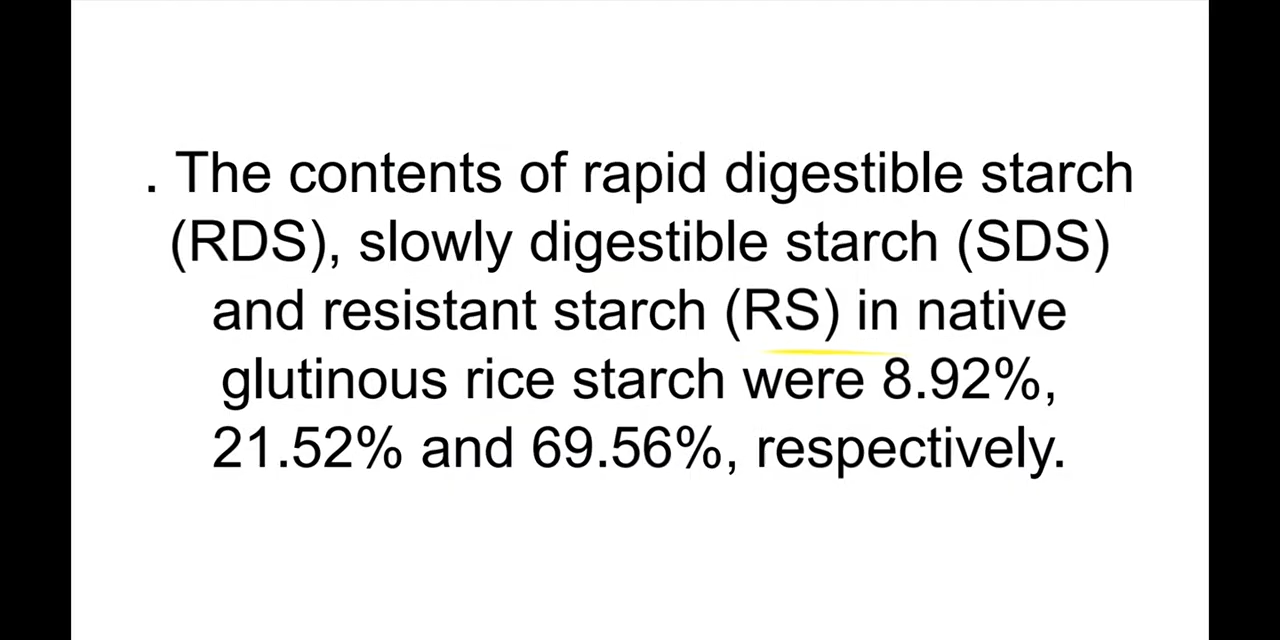 . The contents of rapid digestible starch
(RDS), slowly digestible starch (SDS)
and resistant starch (RS) in native
glutinous rice starch were 8.92%,
21.52% and 69.56%, respectively.